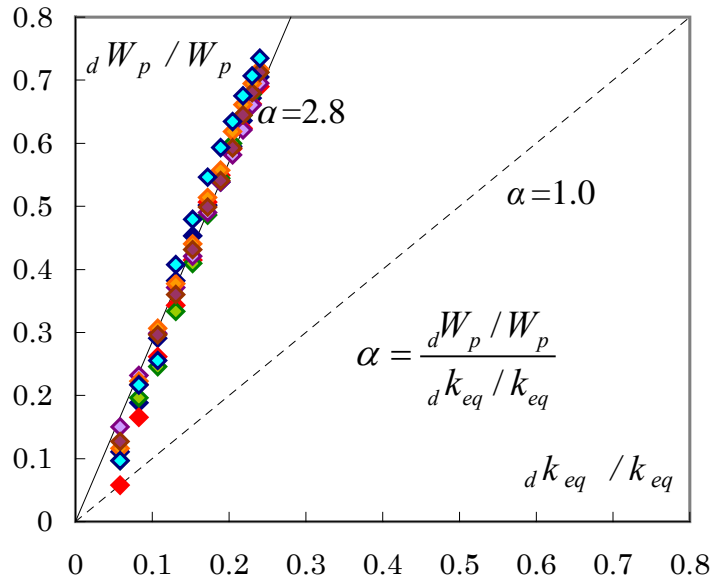 0.8
dWp / Wp
0.7
α=2.8
0.6
0.5
α=1.0
0.4
0.3
α = dWp / Wp
dkeq / keq
0.2
0.1
dkeq / keq
0
0 0.1 0.2 0.3 0.4 0.5 0.6 0.7 0.8